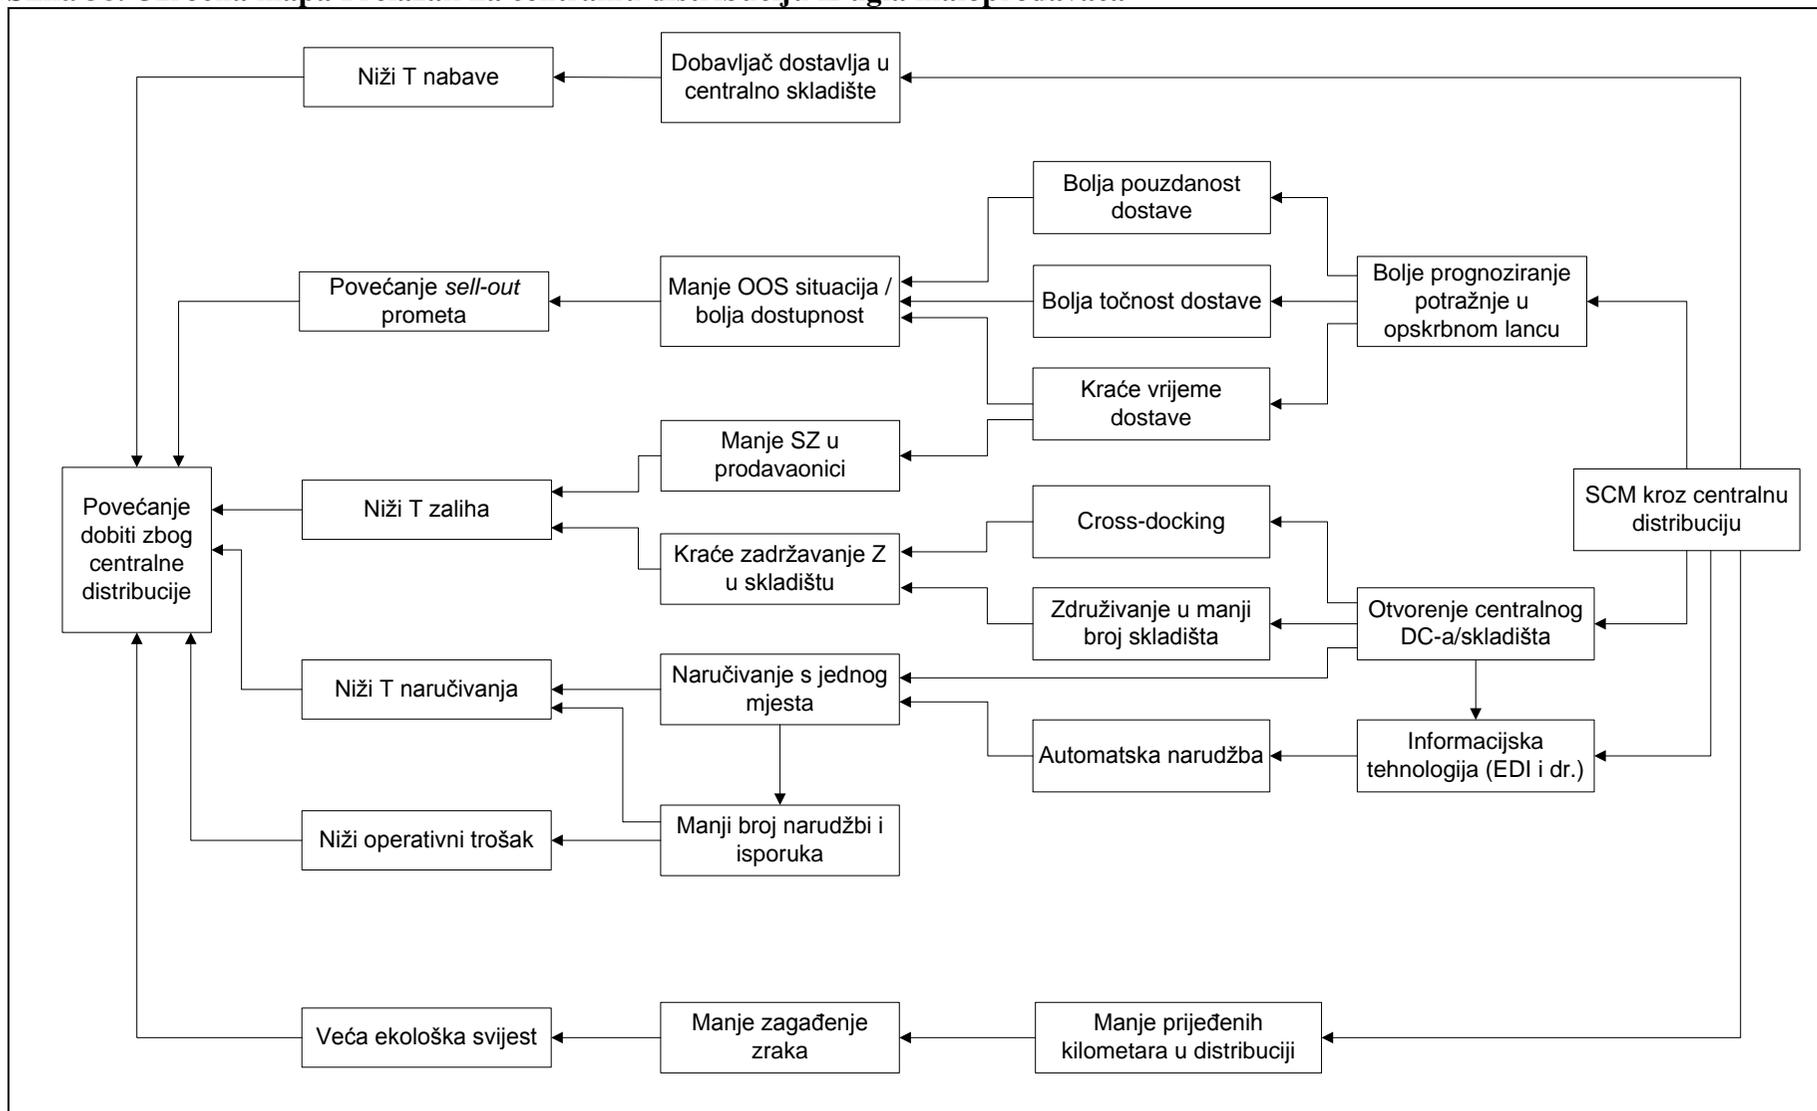 Niži T nabave
Dobavljač dostavlja u
centralno skladište
Bolja pouzdanost
dostave
Povećanje sell-out
prometa
Manje OOS situacija /
bolja dostupnost
Bolja točnost dostave
Bolje prognoziranje
potražnje u
opskrbnom lancu
Kraće vrijeme
dostave
Manje SZ u
prodavaonici
Povećanje
dobiti zbog
centralne
distribucije
Niži T zaliha
Cross-docking
SCM kroz centralnu
distribuciju
Kraće zadržavanje Z
u skladištu
Združivanje u manji
broj skladišta
Otvorenje centralnog
DC-a/skladišta
Niži T naručivanja
Naručivanje s jednog
mjesta
Automatska narudžba
Informacijska
tehnologija (EDI i dr.)
Niži operativni trošak
Manji broj narudžbi i
isporuka
Veća ekološka svijest
Manje zagađenje
zraka
Manje prijeđenih
kilometara u distribuciji